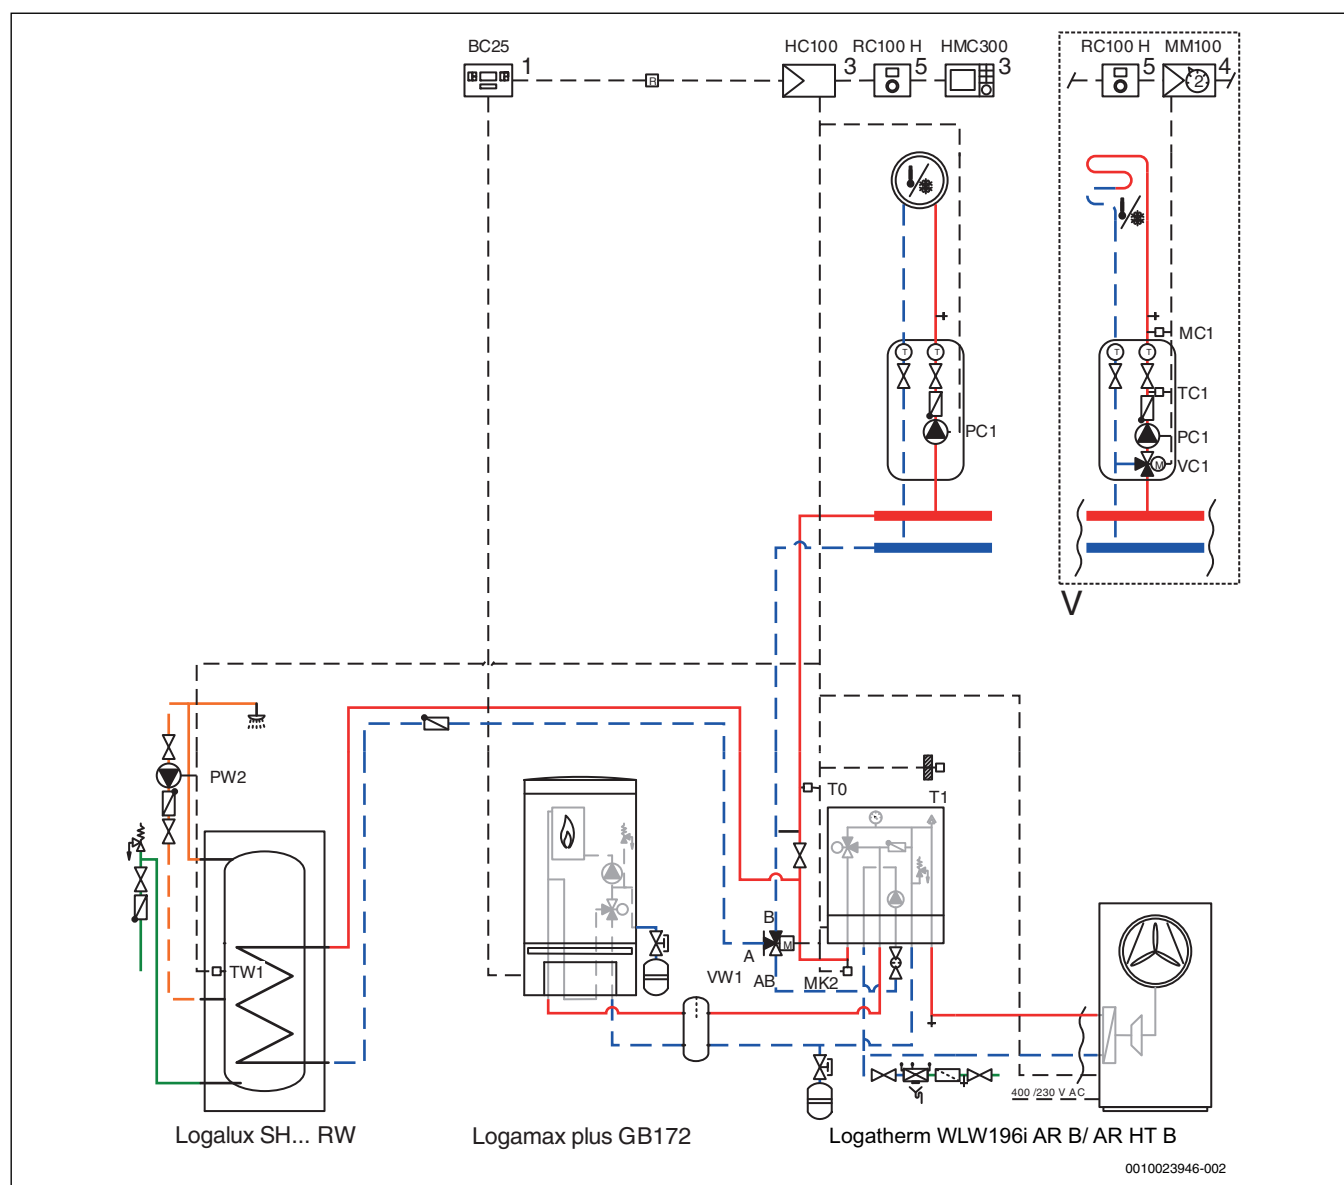 BC25
HC100
RC100 H
HMC300
RC100 H
MM100
1
R
3
5
3
5
2
4
T
T
PC1
T
T
MC1
TC1
PC1
M
VC1
V
PW2
T0
T1
B
M
A
VW1
AB
MK2
TW1
400 /230 V AC
Logalux SH... RW
Logamax plus GB172
Logatherm WLW196i AR B/ AR HT B
0010023946-002